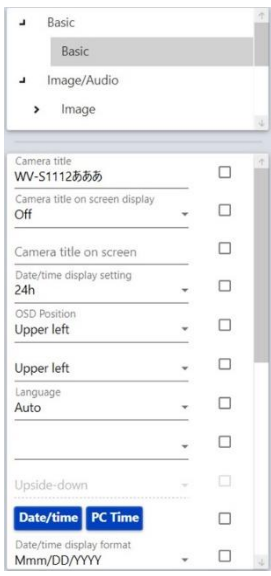 Basic
Basic
Image/Audio
Image
Camera title
WV-S1112あああ
Camera title on screen display
Off
Camera title on screen
Date/time display setting
24h
OSD Position
Upper left
Upper left
Language
Auto
Upside-down
Date/time PC Time
Date/time display format
Mmm/DD/YYYY